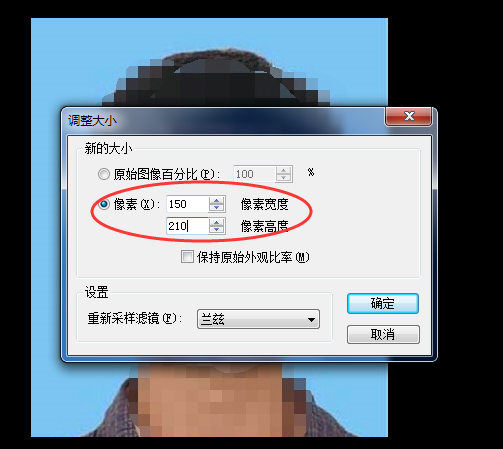 调整大小
新的大小
原始图像百分比(P): 100 %
像素(X): 150 像素宽度
210 像素高度
保持原始外观比率(M)
设置
重新采样滤镜(F): 兰兹
确定
取消